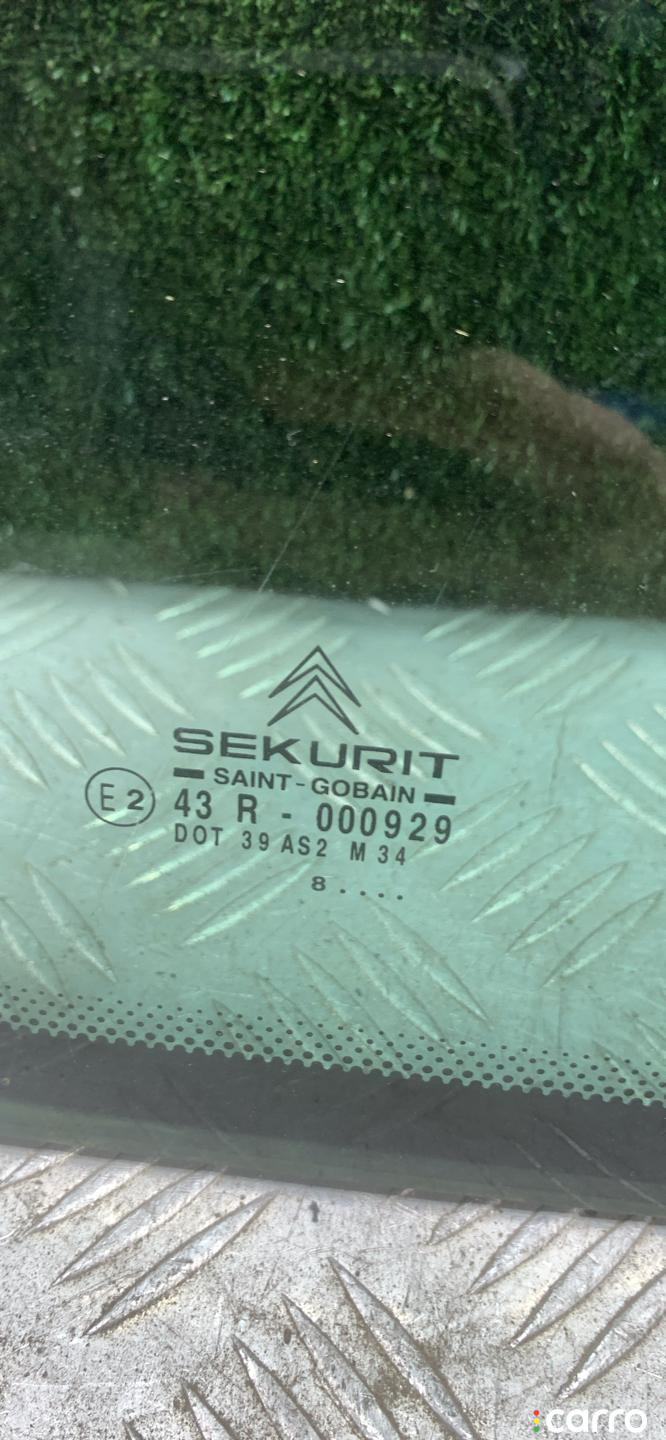 SEKURIT
SAINT-GOBAIN
E2 43 R - 000929
DOT 39 AS2 M 34
8 . . . .
carro